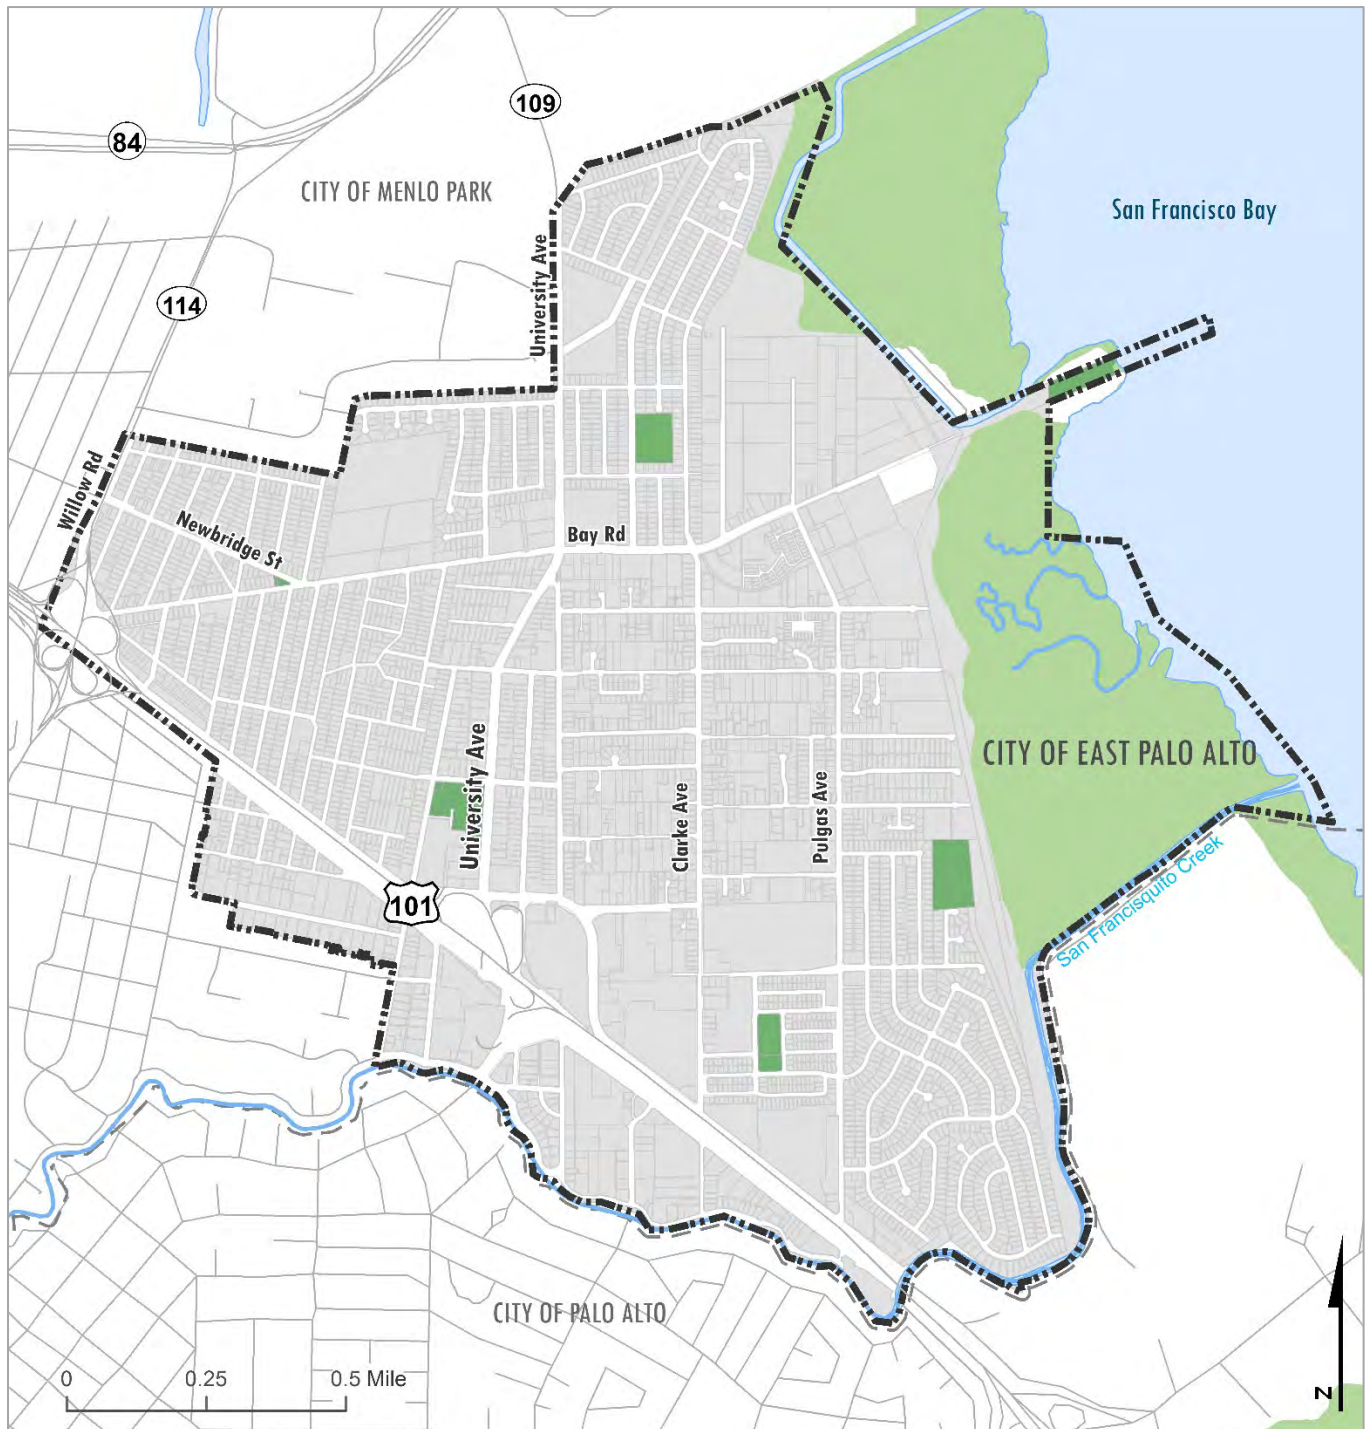 109
84
CITY OF MENLO PARK
San Francisco Bay
University Ave
114
Willow Rd
Newbridge St
Bay Rd
University Ave
CITY OF EAST PALO ALTO
Clarke Ave
Pulgas Ave
101
San Francisquito Creek
CITY OF PALO ALTO
0 0.25 0.5 Mile
N